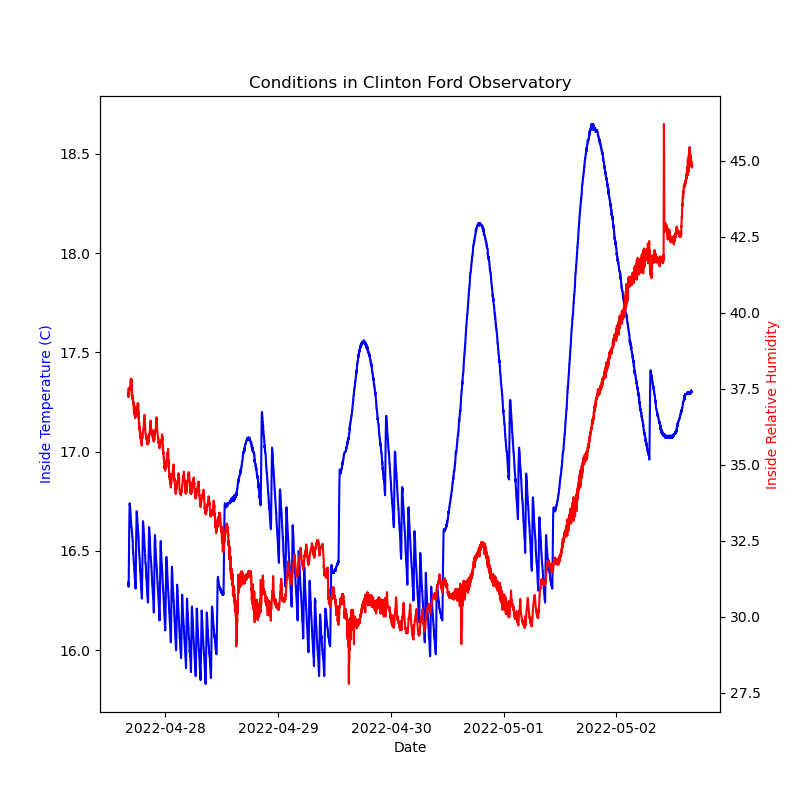 Conditions in Clinton Ford Observatory
18.5
18.0
17.5
17.0
16.5
16.0
Inside Temperature (C)
45.0
42.5
40.0
37.5
35.0
32.5
30.0
27.5
Inside Relative Humidity
2022-04-28 2022-04-29 2022-04-30 2022-05-01 2022-05-02
Date